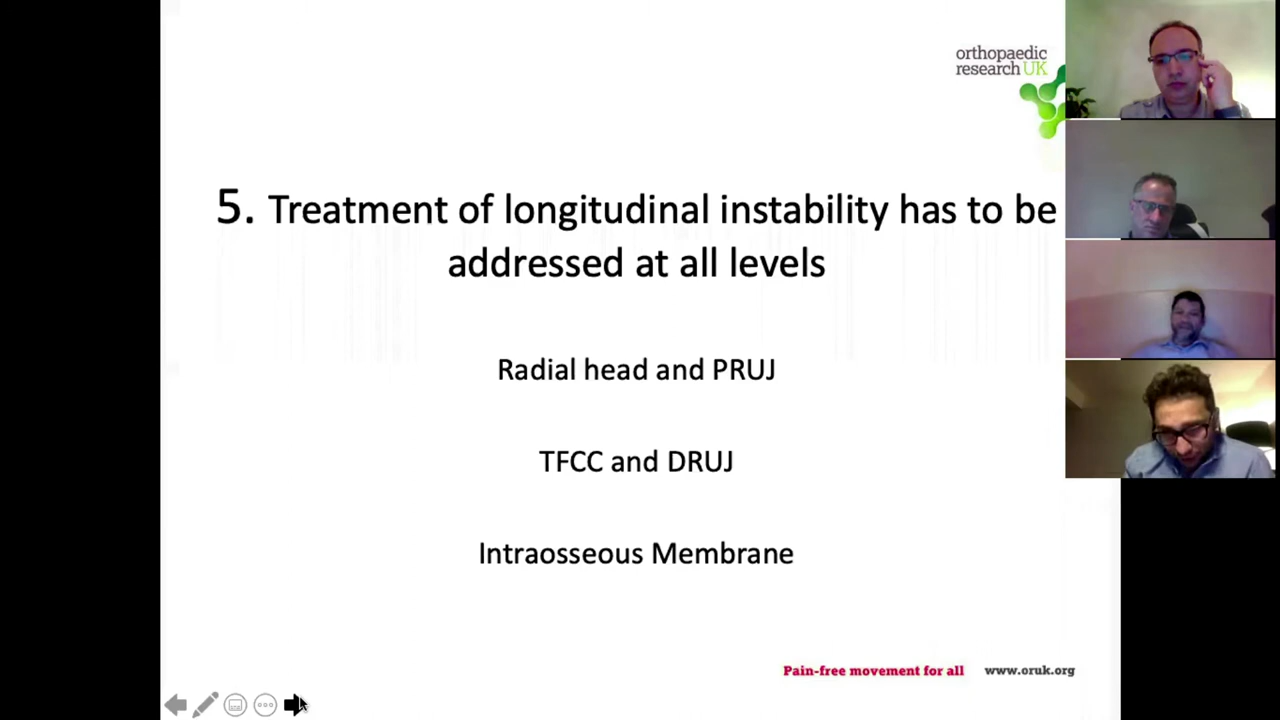 orthopaedic
research UK
5. Treatment of longitudinal instability has to be
addressed at all levels
Radial head and PRUJ
TFCC and DRUJ
Intraosseous Membrane
Pain-free movement for all www.oruk.org